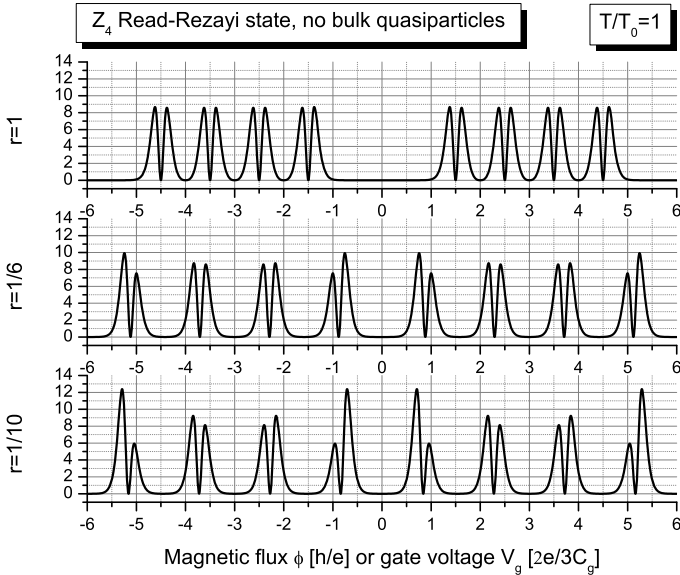 Z₄ Read-Rezayi state, no bulk quasiparticles
T/T₀=1
r=1
14
12
10
8
6
4
2
0
-6 -5 -4 -3 -2 -1 0 1 2 3 4 5 6
r=1/6
14
12
10
8
6
4
2
0
-6 -5 -4 -3 -2 -1 0 1 2 3 4 5 6
r=1/10
14
12
10
8
6
4
2
0
-6 -5 -4 -3 -2 -1 0 1 2 3 4 5 6
Magnetic flux ϕ [h/e] or gate voltage V_g [2e/3C_g]